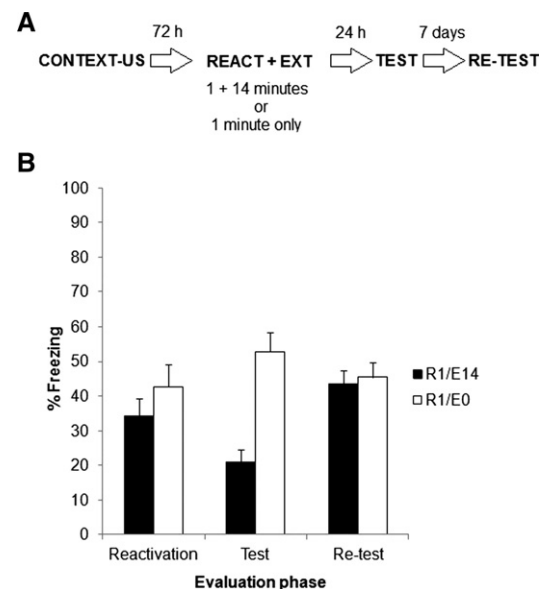 A
72 h
24 h
7 days
CONTEXT-US
REACT + EXT
TEST
RE-TEST
1 + 14 minutes
or
1 minute only
B
100
90
80
70
60
50
40
30
20
10
0
% Freezing
R1/E14
R1/E0
Reactivation
Test
Re-test
Evaluation phase